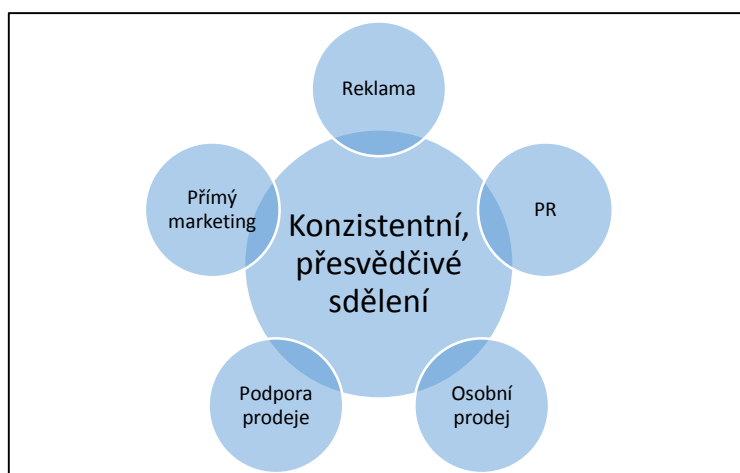 Reklama
Přímý
marketing
PR
Konzistentní,
přesvědčivé
sdělení
Podpora
prodeje
Osobní
prodej